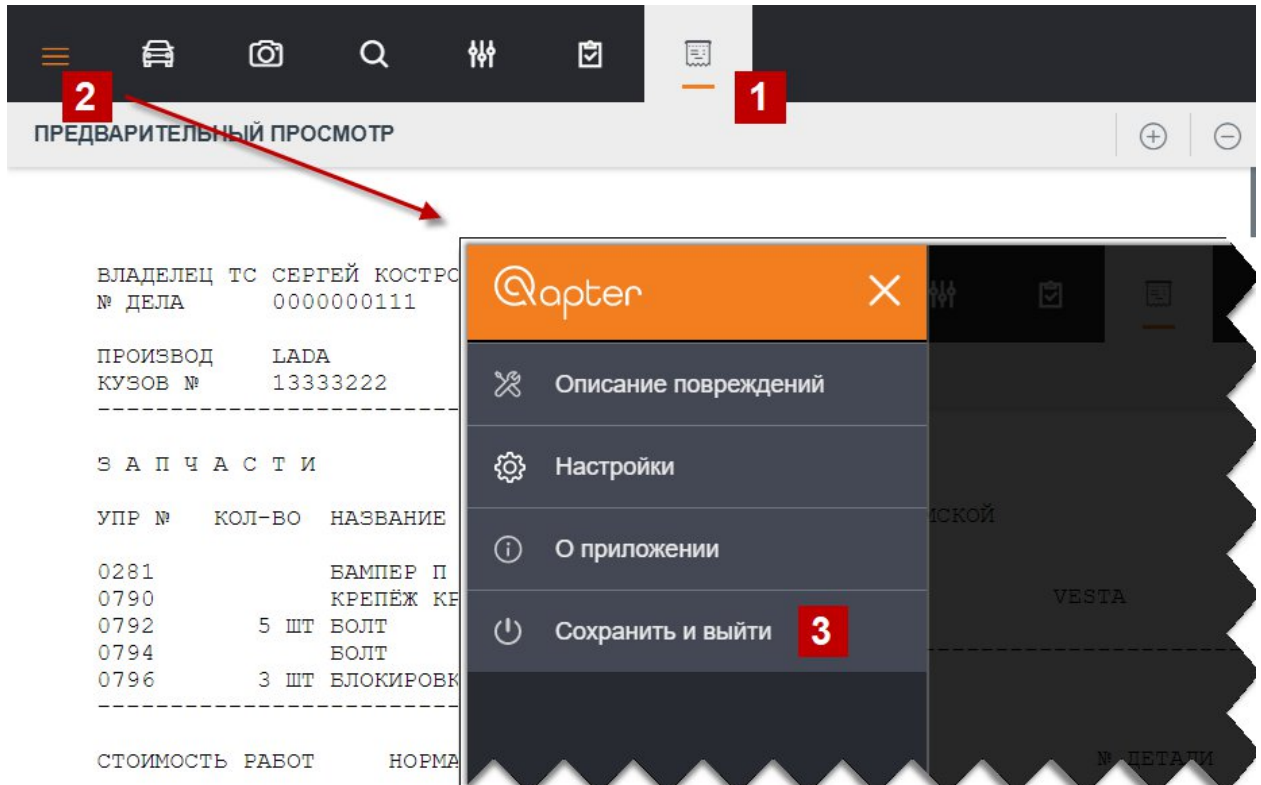 1
2
ПРЕДВАРИТЕЛЬНЫЙ ПРОСМОТР
ВЛАДЕЛЕЦ ТС СЕРГЕЙ КОСТРО
№ ДЕЛА 0000000111
ПРОИЗВОД LADA
КУЗОВ № 13333222
З А П Ч А С Т И
УПР № КОЛ-ВО НАЗВАНИЕ
0281 БАМПЕР П
0790 КРЕПЁЖ КР
0792 5 ШТ БОЛТ
0794 БОЛТ
0796 3 ШТ БЛОКИРОВК
СТОИМОСТЬ РАБОТ НОРМА
Qapter
Описание повреждений
Настройки
О приложении
Сохранить и выйти 3
МСКОЙ
VESTA
№ ДЕТАЛИ